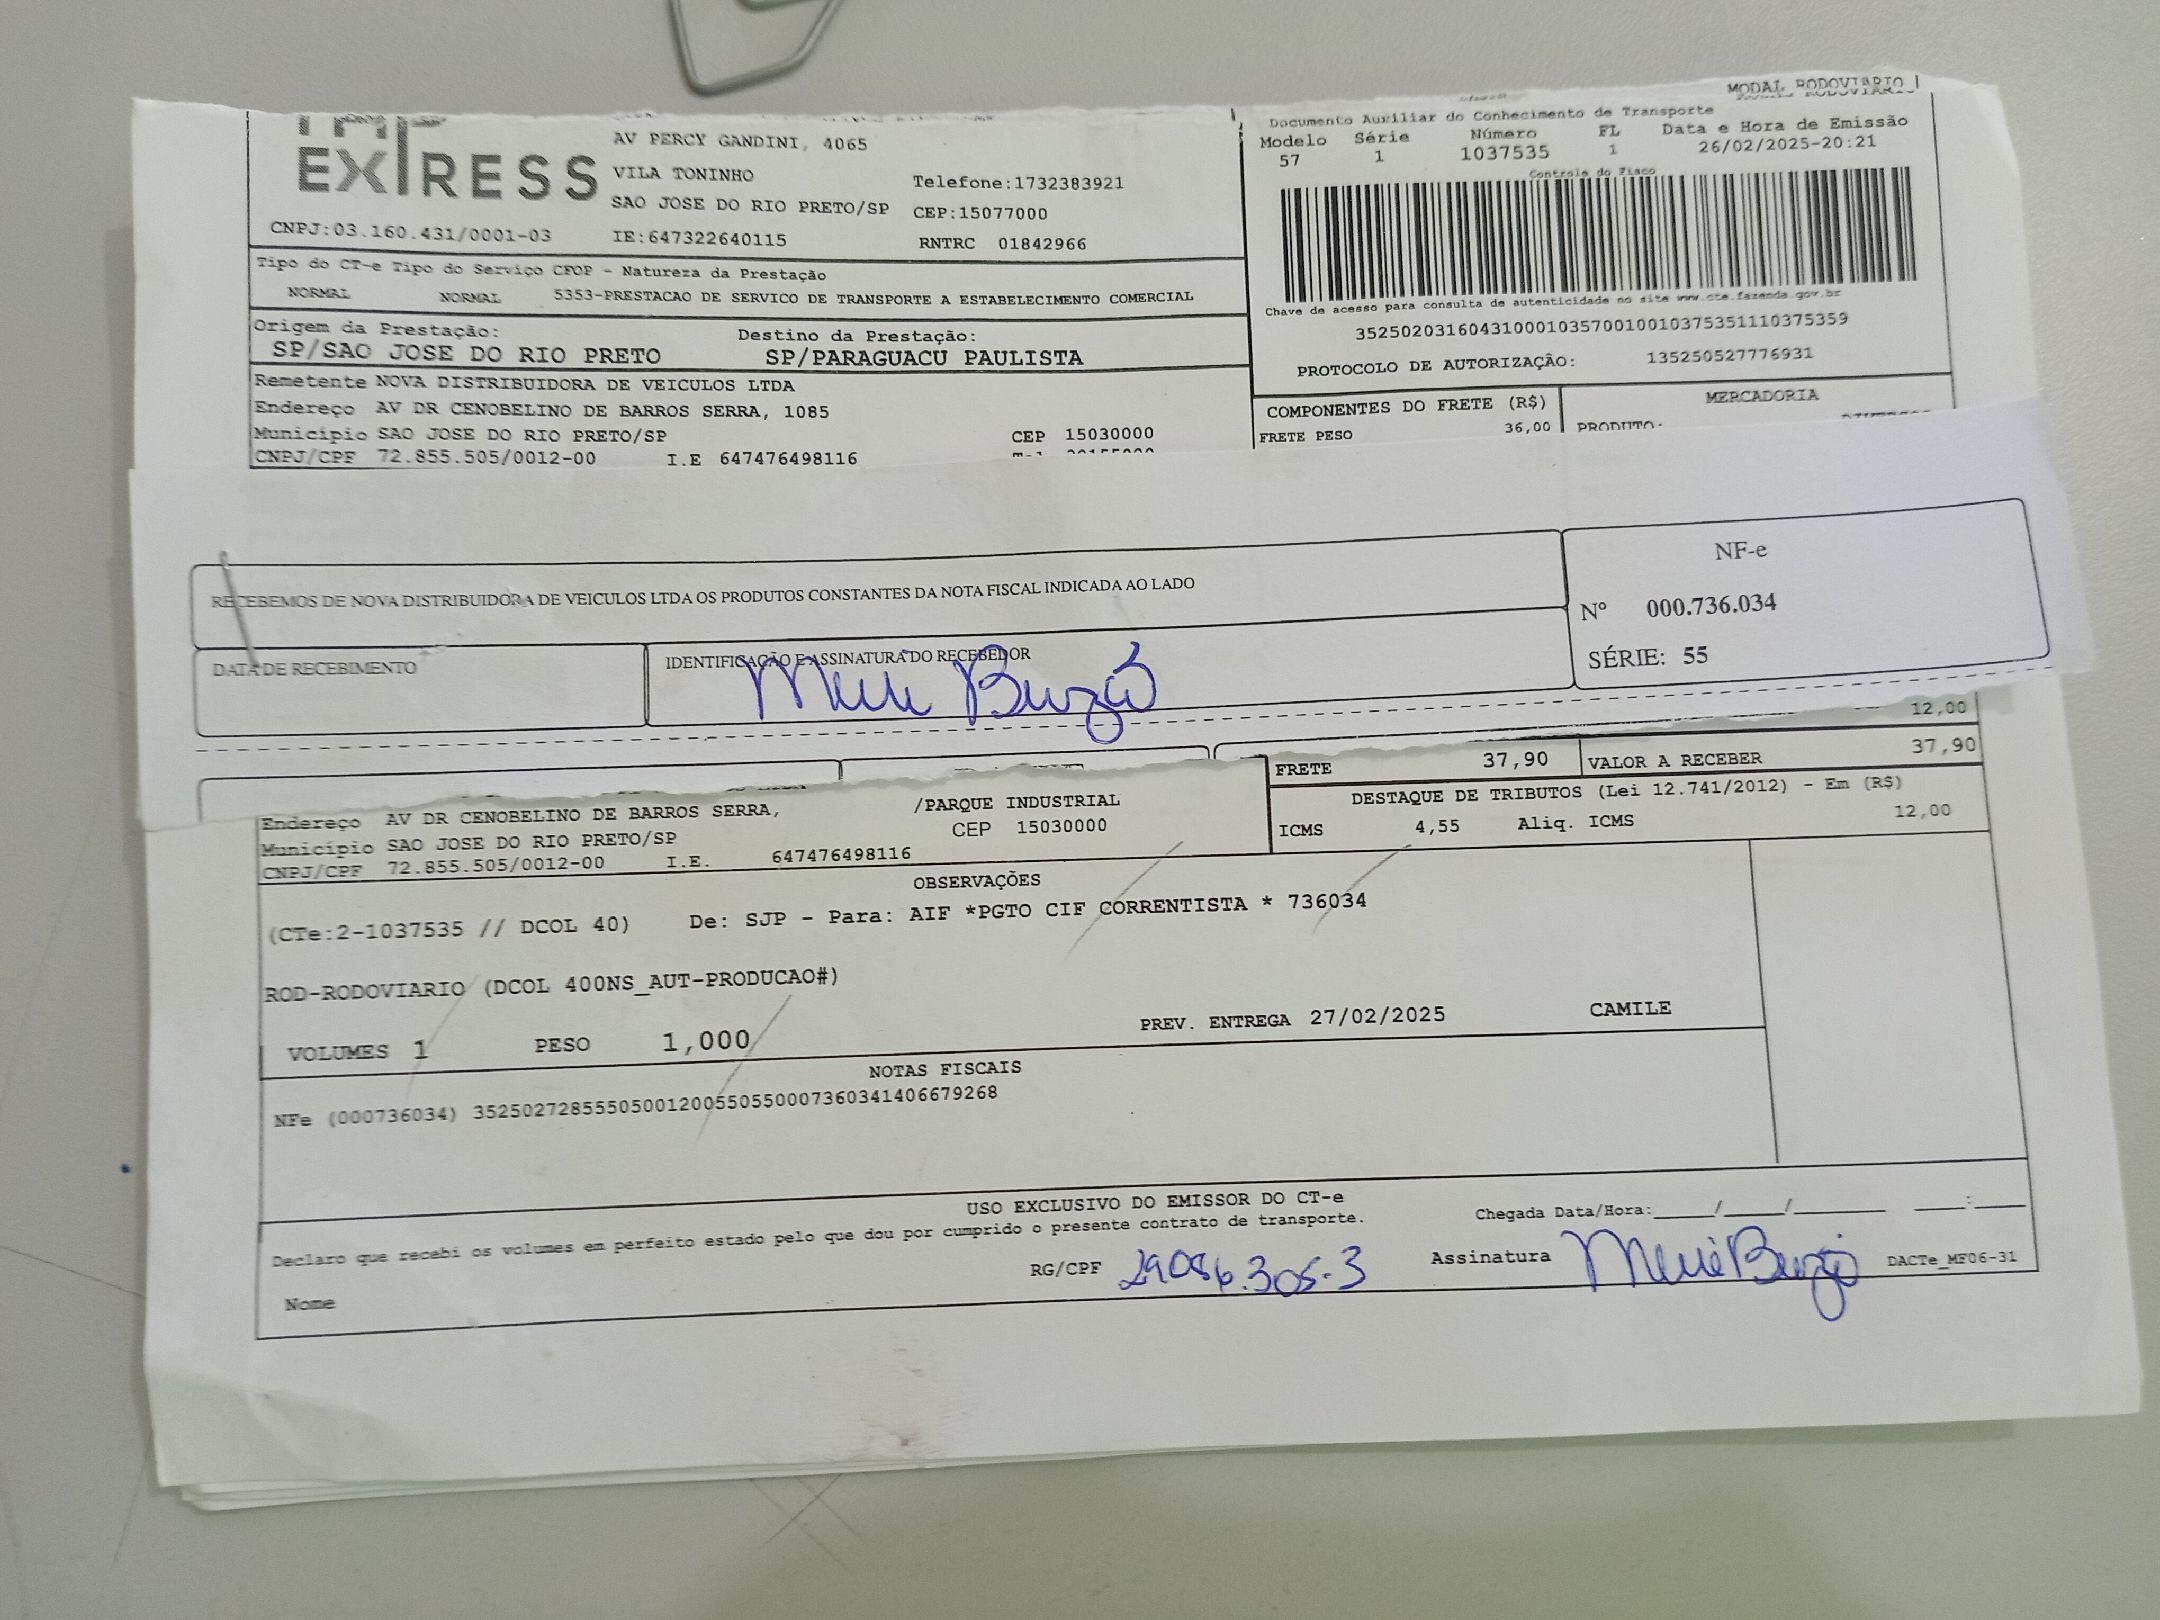 MODAL RODOVIARIO
EXPRESS
AV PERCY GANDINI, 4065
VILA TONINHO
Telefone:1732383921
SAO JOSE DO RIO PRETO/SP CEP:15077000
CNPJ:03.160.431/0001-03 IE:647322640115 RNTRC 01842966
Documento Auxiliar do Conhecimento de Transporte
Modelo Série Número FL Data e Hora de Emissão
57 1 1037535 1 26/02/2025-20:21
Controle do Fisco
Chave de acesso para consulta de autenticidade no site www.cte.fazenda.gov.br
35250203160431000103570010010375351110375359
PROTOCOLO DE AUTORIZAÇÃO: 135250527776931
Tipo do CT-e Tipo do Serviço CFOP - Natureza da Prestação
NORMAL NORMAL 5353-PRESTACAO DE SERVICO DE TRANSPORTE A ESTABELECIMENTO COMERCIAL
Origem da Prestação: Destino da Prestação:
SP/SAO JOSE DO RIO PRETO SP/PARAGUACU PAULISTA
Remetente NOVA DISTRIBUIDORA DE VEICULOS LTDA
Endereço AV DR CENOBELINO DE BARROS SERRA, 1085
Município SAO JOSE DO RIO PRETO/SP CEP 15030000
CNPJ/CPF 72.855.505/0012-00 I.E 647476498116
COMPONENTES DO FRETE (R$) MERCADORIA
FRETE PESO 36,00 PRODUTO:
RECEBEMOS DE NOVA DISTRIBUIDORA DE VEICULOS LTDA OS PRODUTOS CONSTANTES DA NOTA FISCAL INDICADA AO LADO
DATA DE RECEBIMENTO IDENTIFICAÇÃO E ASSINATURA DO RECEBEDOR
NF-e
Nº 000.736.034
SÉRIE: 55
12,00
FRETE 37,90 VALOR A RECEBER 37,90
DESTAQUE DE TRIBUTOS (Lei 12.741/2012) - Em (R$)
ICMS 4,55 Aliq. ICMS 12,00
Endereço AV DR CENOBELINO DE BARROS SERRA, /PARQUE INDUSTRIAL
Município SAO JOSE DO RIO PRETO/SP CEP 15030000
CNPJ/CPF 72.855.505/0012-00 I.E. 647476498116
OBSERVAÇÕES
(CTe:2-1037535 // DCOL 40) De: SJP - Para: AIF *PGTO CIF CORRENTISTA * 736034
ROD-RODOVIARIO (DCOL 400NS_AUT-PRODUCAO#)
VOLUMES 1 PESO 1,000 PREV. ENTREGA 27/02/2025 CAMILE
NOTAS FISCAIS
NFe (000736034) 35250272855505001200550550007360341406679268
USO EXCLUSIVO DO EMISSOR DO CT-e
Declaro que recebi os volumes em perfeito estado pelo que dou por cumprido o presente contrato de transporte.
Chegada Data/Hora:_____/_____/_______ ____:____
Nome RG/CPF 29086.305-3 Assinatura DACTe_MF06-31